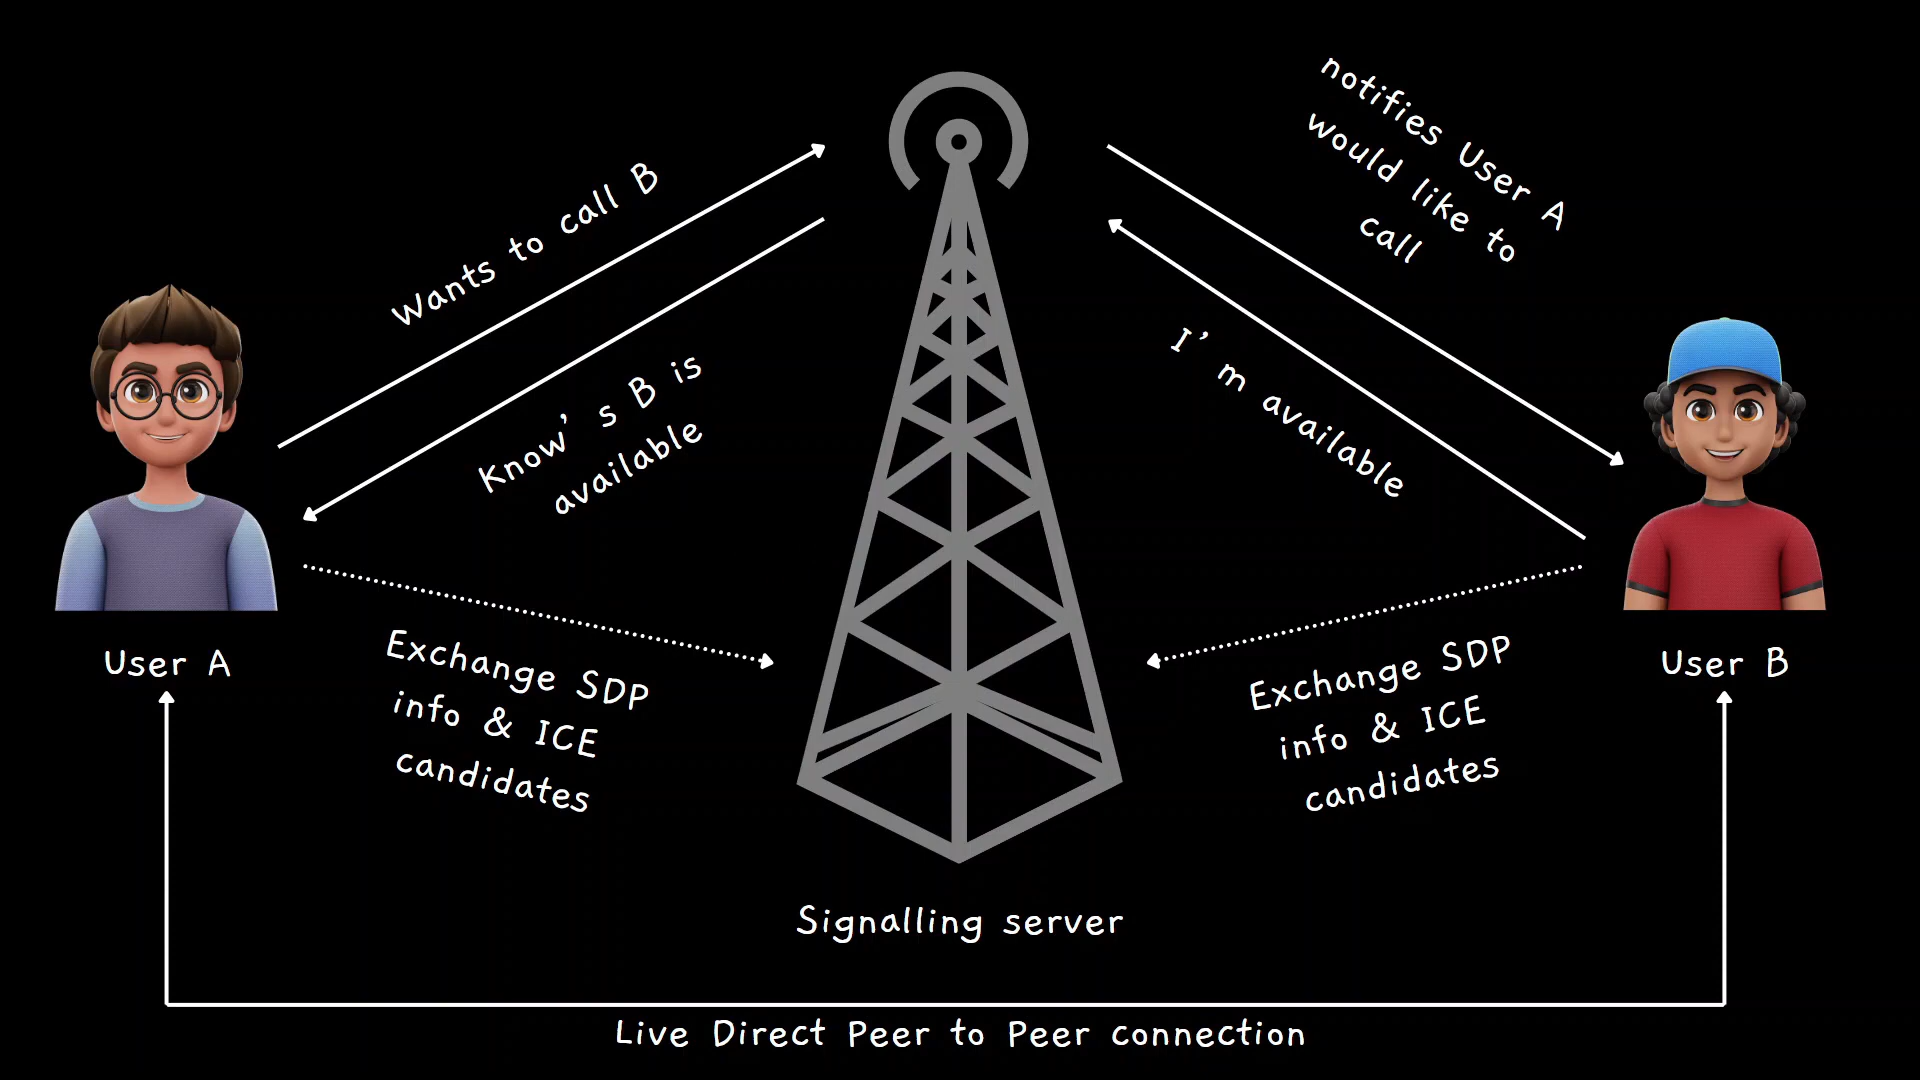 Wants to call B
Know's B is
available
notifies User A
would like to
call
I'm available
User A
User B
Exchange SDP
info & ICE
candidates
Exchange SDP
info & ICE
candidates
Signalling server
Live Direct Peer to Peer connection